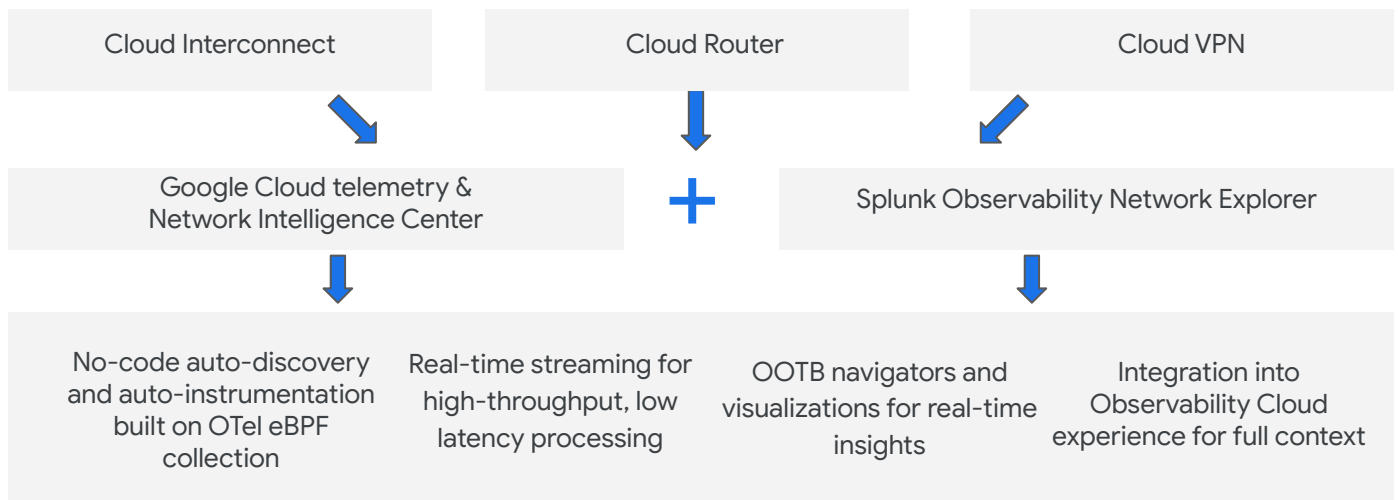 Cloud Interconnect
Cloud Router
Cloud VPN
Google Cloud telemetry &
Network Intelligence Center
+
Splunk Observability Network Explorer
No-code auto-discovery
and auto-instrumentation
built on OTel eBPF
collection
Real-time streaming for
high-throughput, low
latency processing
OOTB navigators and
visualizations for real-time
insights
Integration into
Observability Cloud
experience for full context